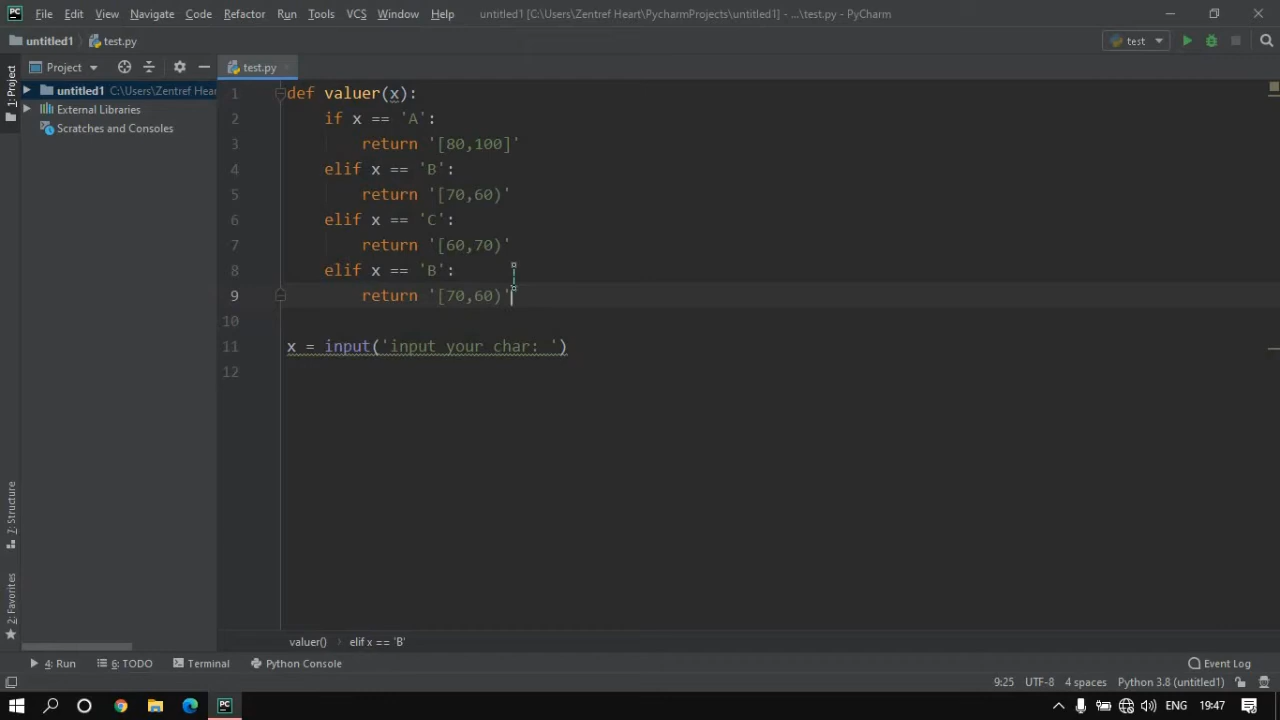 PC File Edit View Navigate Code Refactor Run Tools VCS Window Help untitled1 [C:\Users\Zentref Heart\PycharmProjects\untitled1] - ...\test.py - PyCharm
untitled1 test.py test
1: Project
Project
test.py
untitled1 C:\Users\Zentref Hear
External Libraries
Scratches and Consoles
1 def valuer(x):
2 if x == 'A':
3 return '[80,100]'
4 elif x == 'B':
5 return '[70,60)'
6 elif x == 'C':
7 return '[60,70)'
8 elif x == 'B':
9 return '[70,60)'
10
11 x = input('input your char: ')
12
7: Structure
2: Favorites
valuer() elif x == 'B'
4: Run 6: TODO Terminal Python Console Event Log
9:25 UTF-8 4 spaces Python 3.8 (untitled1)
PC ENG 19:47